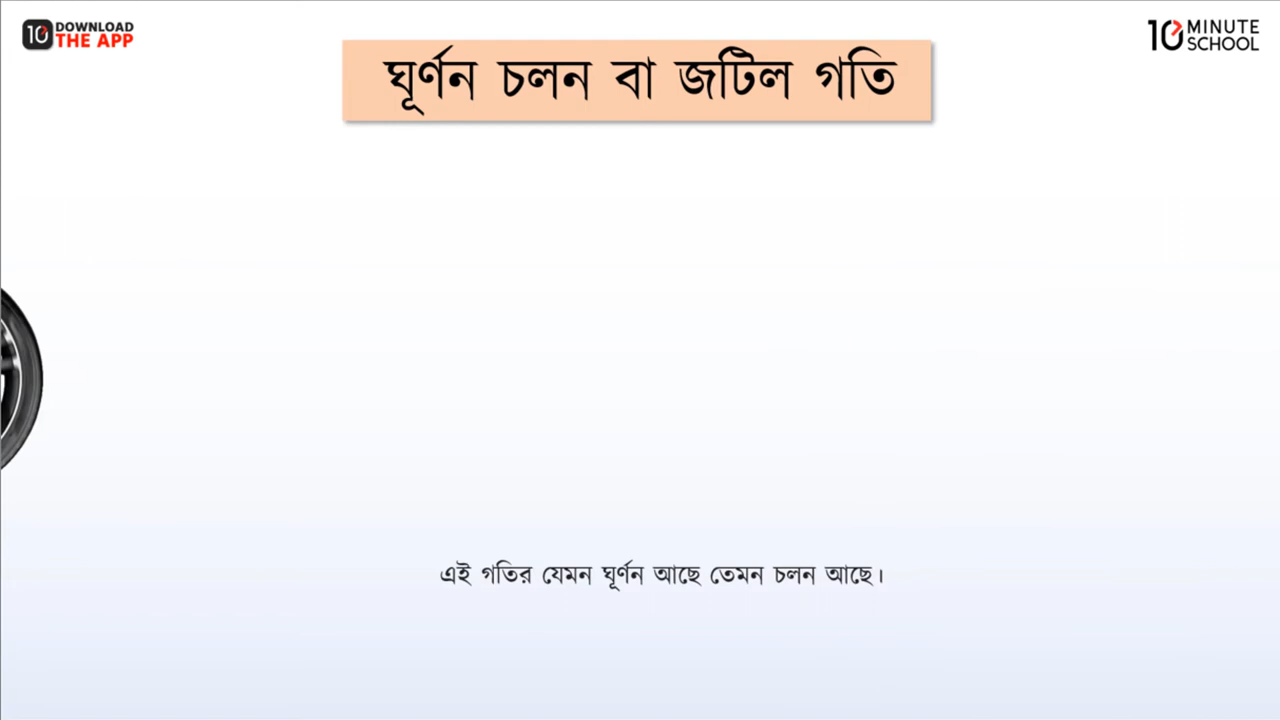 DOWNLOAD
THE APP
10 MINUTE
SCHOOL
ঘূর্ণন চলন বা জটিল গতি
এই গতির যেমন ঘূর্ণন আছে তেমন চলন আছে।